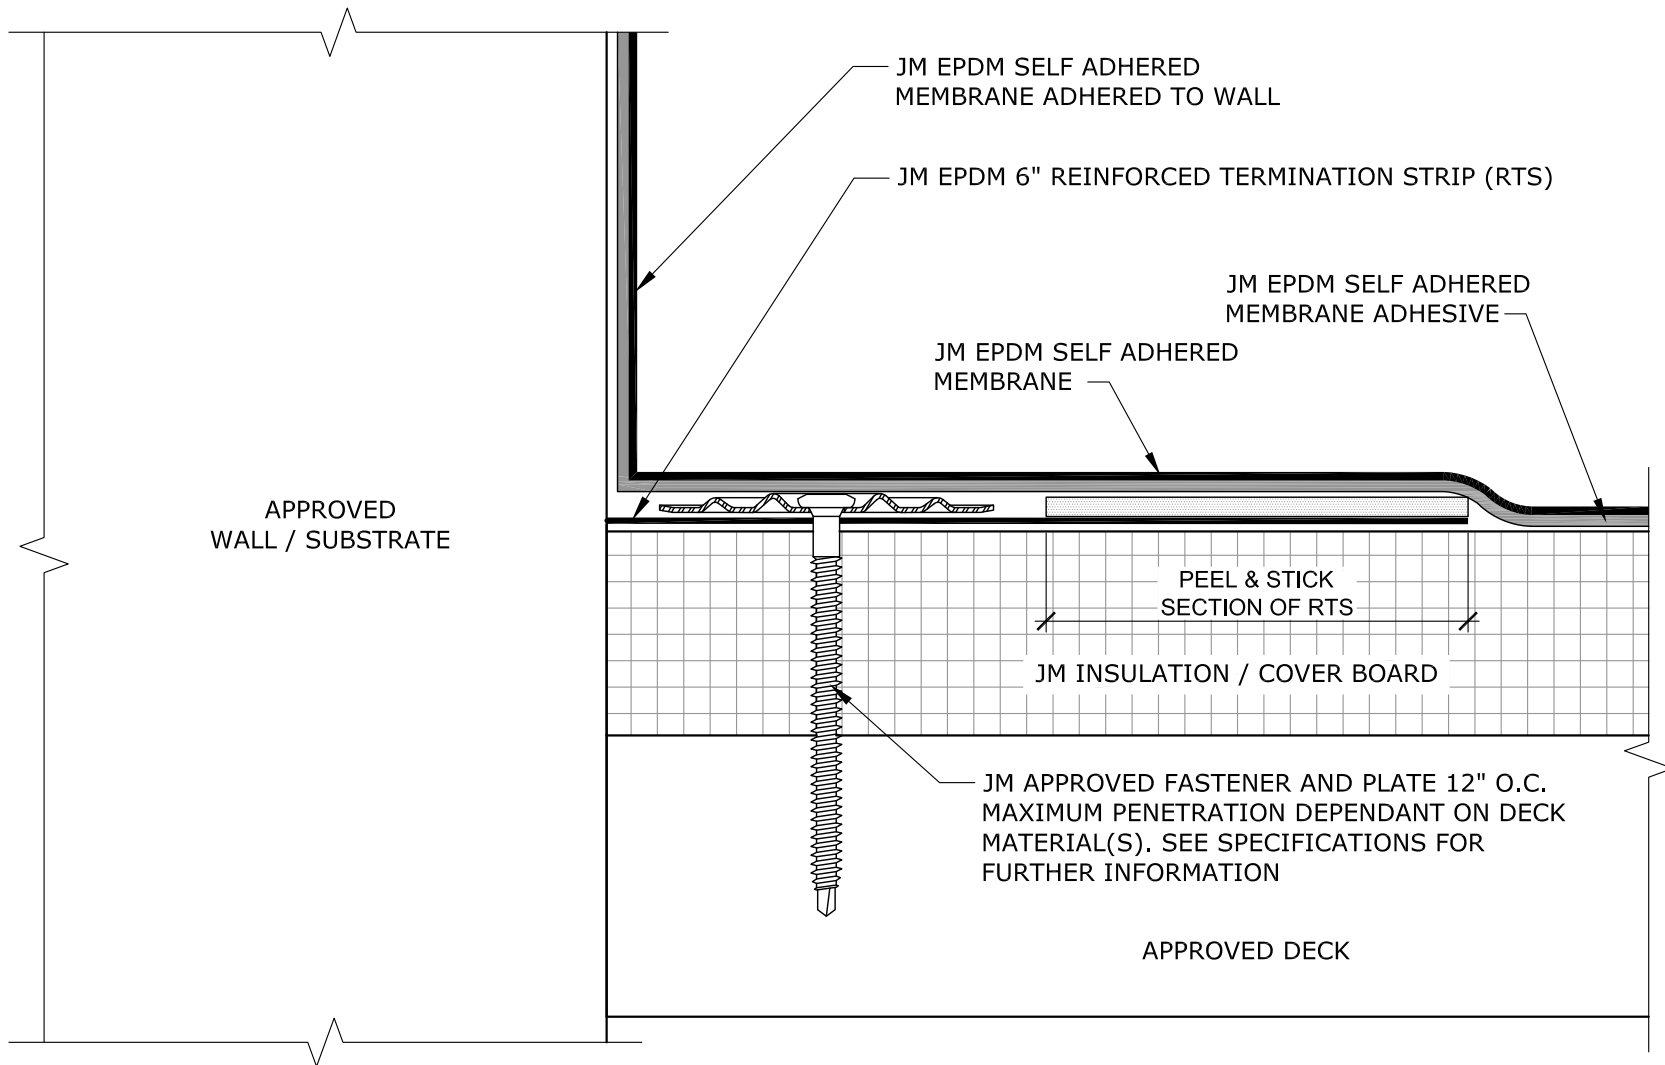 JM EPDM SELF ADHERED
MEMBRANE ADHERED TO WALL
JM EPDM 6" REINFORCED TERMINATION STRIP (RTS)
JM EPDM SELF ADHERED
MEMBRANE ADHESIVE
JM EPDM SELF ADHERED
MEMBRANE
APPROVED
WALL / SUBSTRATE
PEEL & STICK
SECTION OF RTS
JM INSULATION / COVER BOARD
JM APPROVED FASTENER AND PLATE 12" O.C.
MAXIMUM PENETRATION DEPENDANT ON DECK
MATERIAL(S). SEE SPECIFICATIONS FOR
FURTHER INFORMATION
APPROVED DECK